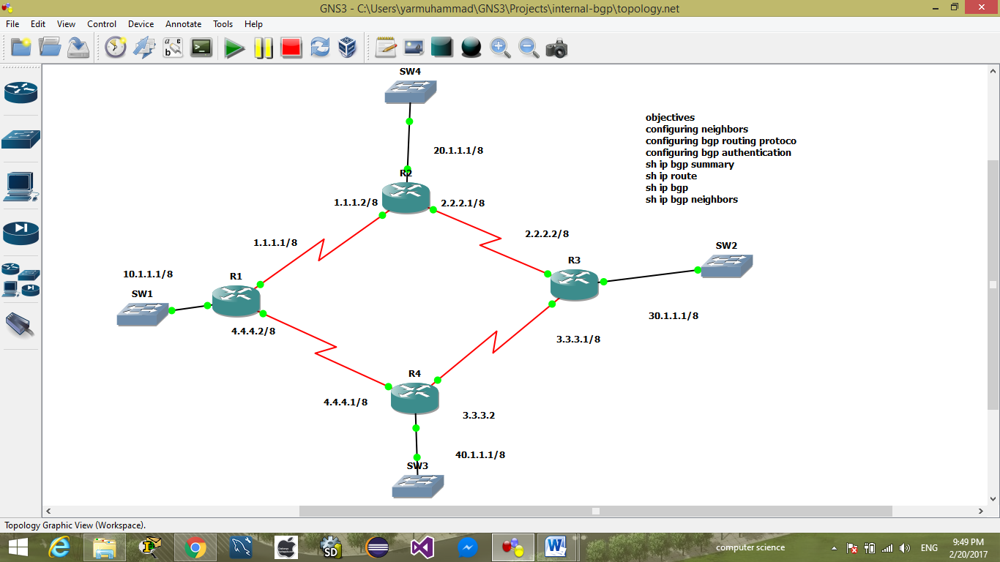 GNS3 - C:\Users\yarmuhammad\GNS3\Projects\internal-bgp\topology.net
File Edit View Control Device Annotate Tools Help
a c
b
SW4
objectives
configuring neighbors
configuring bgp routing protoco
configuring bgp authentication
sh ip bgp summary
sh ip route
sh ip bgp
sh ip bgp neighbors
20.1.1.1/8
R2
1.1.1.2/8
2.2.2.1/8
2.2.2.2/8
1.1.1.1/8
SW2
R3
10.1.1.1/8
R1
SW1
30.1.1.1/8
4.4.4.2/8
3.3.3.1/8
R4
4.4.4.1/8
3.3.3.2
40.1.1.1/8
SW3
Topology Graphic View (Workspace).
SD
W
computer science
ENG
9:49 PM
2/20/2017